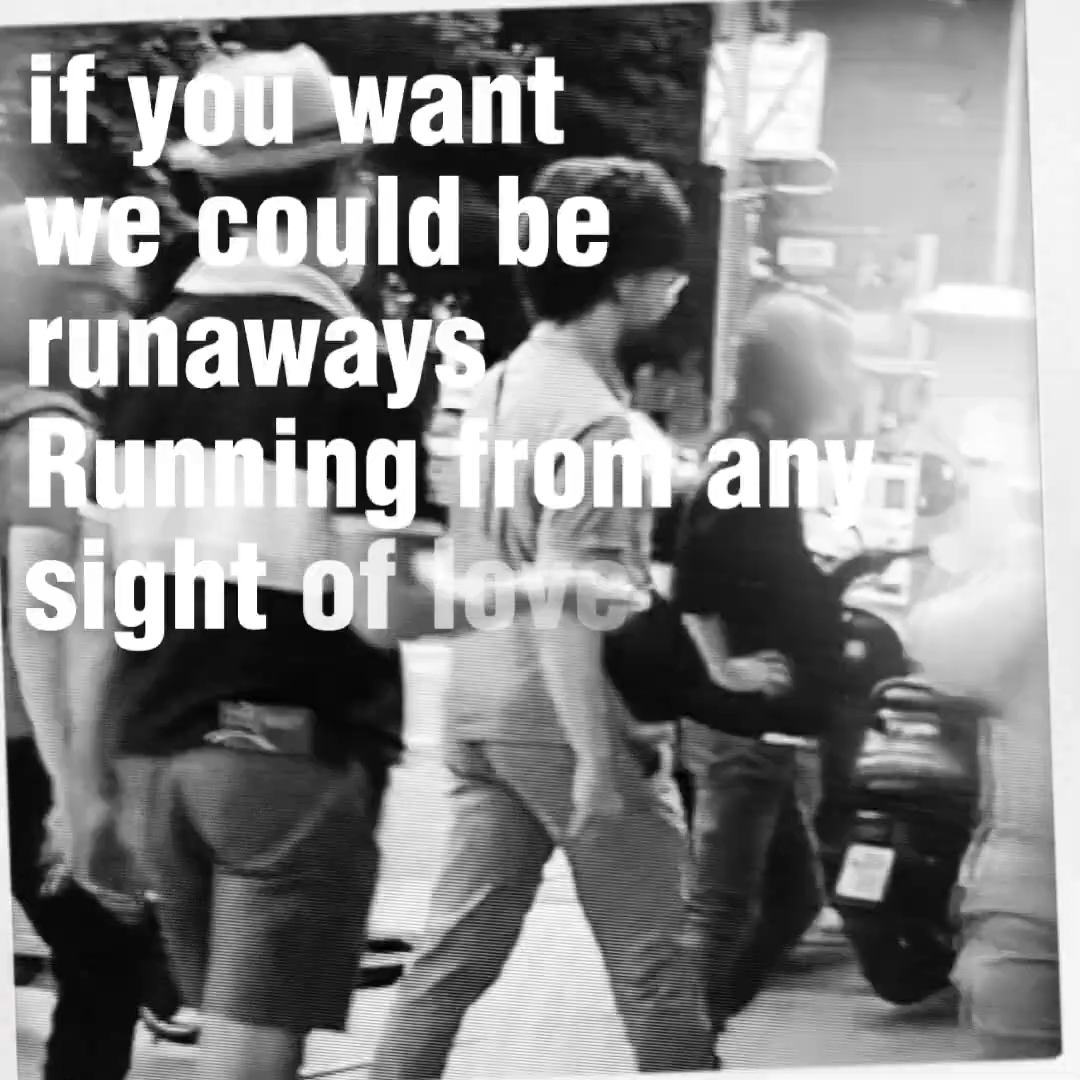 if you want
we could be
runaways
Running from any
sight of love